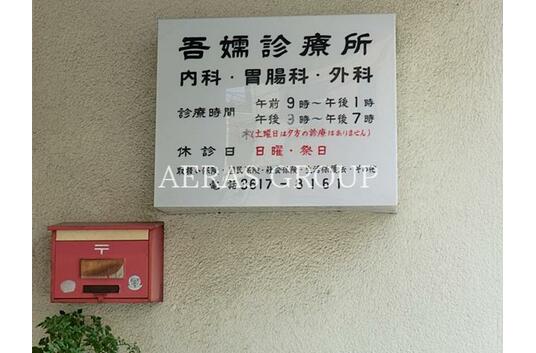 吾嬬診療所
内科・胃腸科・外科
診療時間 午前 9時〜午後1時
午後 3時〜午後7時
(土曜日は夕方の診療はありません)
休診日 日曜・祭日
AERAS GROUP
電話 3617-3161
〒